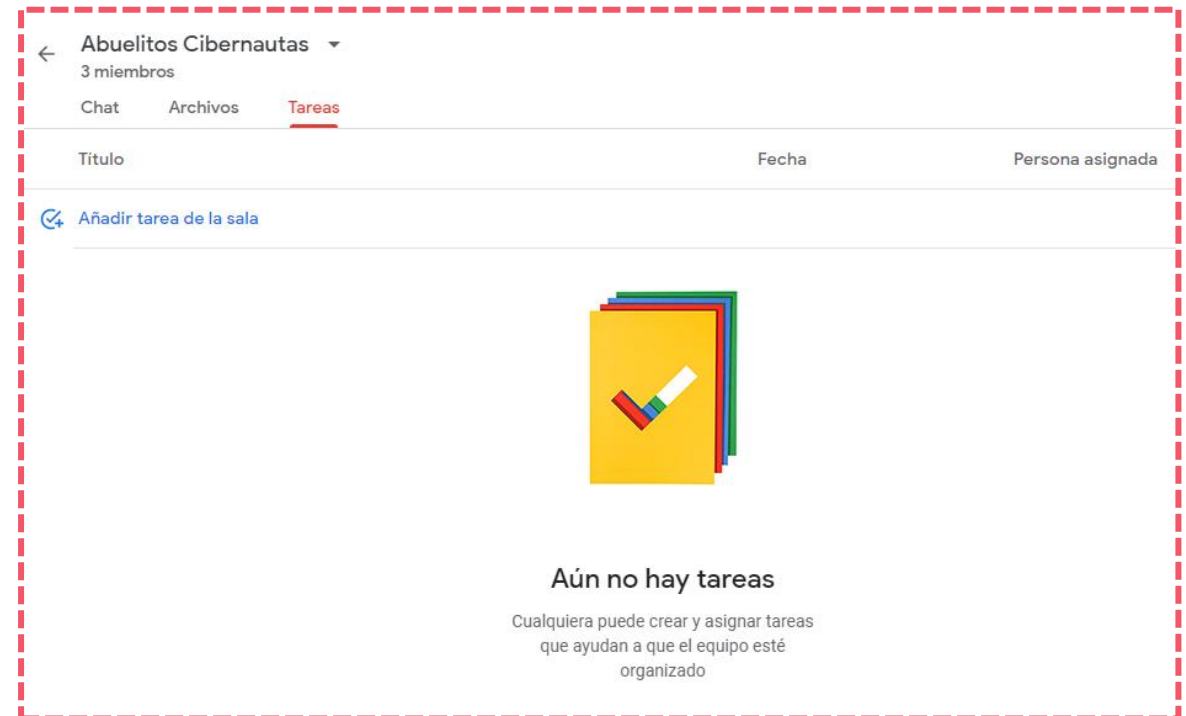 Abuelitos Cibernautas
3 miembros
Chat Archivos Tareas
Título Fecha Persona asignada
Añadir tarea de la sala
Aún no hay tareas
Cualquiera puede crear y asignar tareas
que ayudan a que el equipo esté
organizado